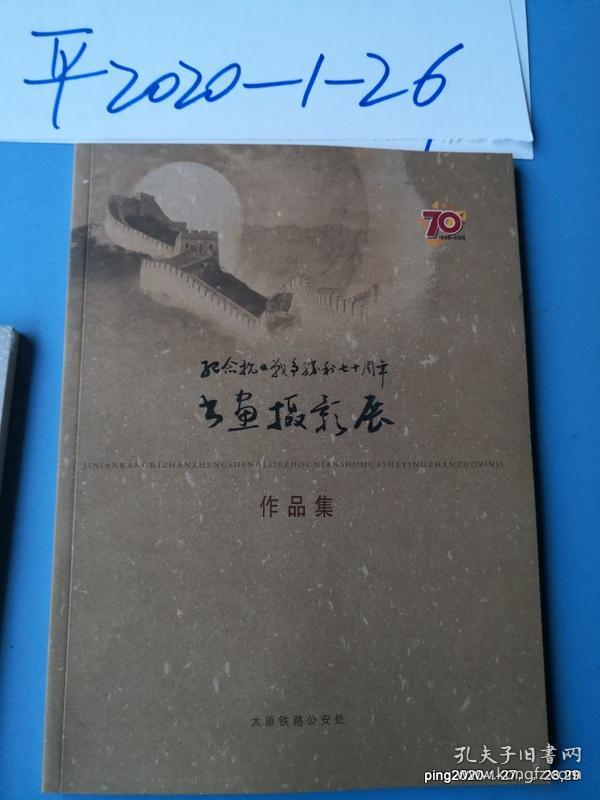 平2020-1-26
70
纪念抗日战争胜利七十周年
书画摄影展
JINIANKANGRIZHANZHENGSHENGLI70ZHOUNIANSHUHUASHEYINGZHANZUOPINJI
作品集
太原铁路公安处
孔夫子旧书网